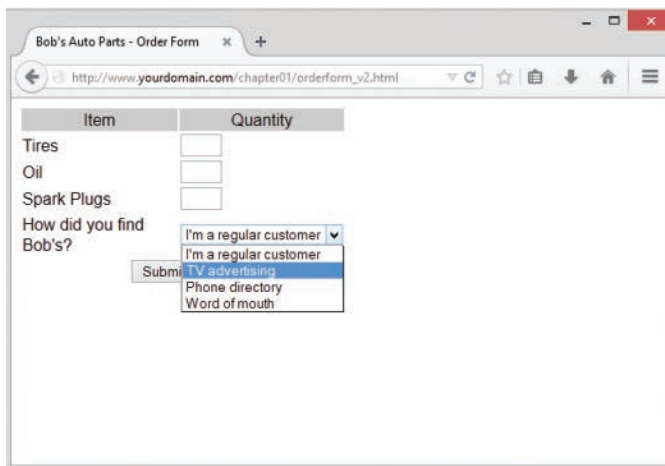 Bob's Auto Parts - Order Form
http://www.yourdomain.com/chapter01/orderform_v2.html
Item Quantity
Tires
Oil
Spark Plugs
How did you find
Bob's?
I'm a regular customer
I'm a regular customer
TV advertising
Phone directory
Word of mouth
Submi